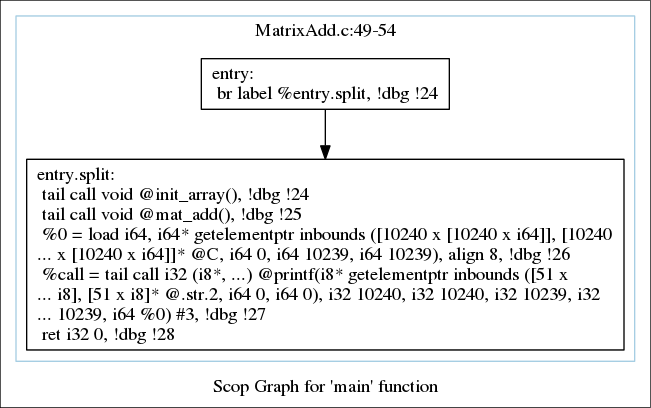 MatrixAdd.c:49-54
entry:
br label %entry.split, !dbg !24
entry.split:
tail call void @init_array(), !dbg !24
tail call void @mat_add(), !dbg !25
%0 = load i64, i64* getelementptr inbounds ([10240 x [10240 x i64]], [10240
... x [10240 x i64]]* @C, i64 0, i64 10239, i64 10239), align 8, !dbg !26
%call = tail call i32 (i8*, ...) @printf(i8* getelementptr inbounds ([51 x
... i8], [51 x i8]* @.str.2, i64 0, i64 0), i32 10240, i32 10240, i32 10239, i32
... 10239, i64 %0) #3, !dbg !27
ret i32 0, !dbg !28
Scop Graph for 'main' function